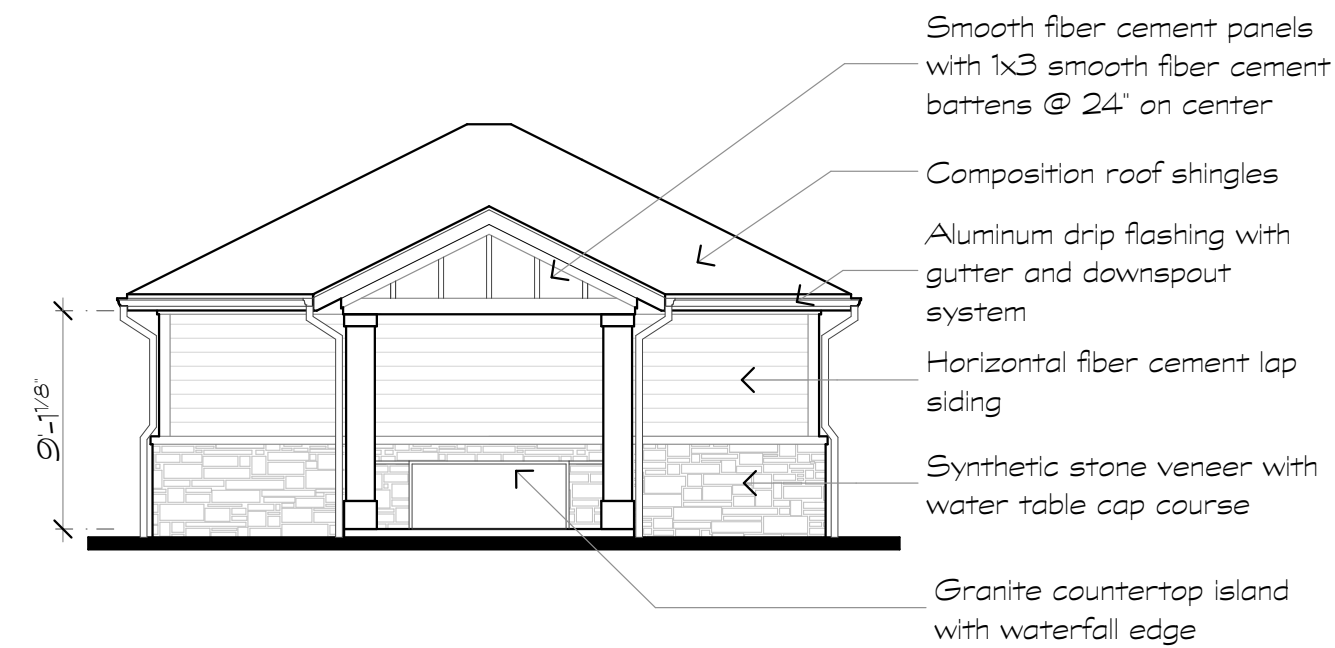 Smooth fiber cement panels
with 1x3 smooth fiber cement
battens @ 24" on center
Composition roof shingles
Aluminum drip flashing with
gutter and downspout
system
Horizontal fiber cement lap
siding
9'-1 1/8"
Synthetic stone veneer with
water table cap course
Granite countertop island
with waterfall edge